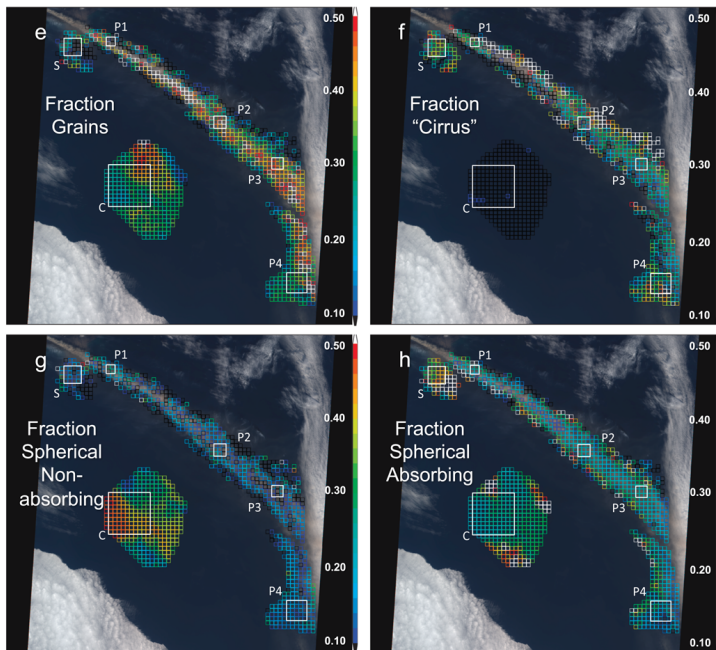 e
P1
S
Fraction
Grains
P2
P3
C
P4
0.50
0.40
0.30
0.20
0.10
f
P1
S
Fraction
“Cirrus”
P2
P3
C
P4
0.50
0.40
0.30
0.20
0.10
g
P1
S
Fraction
Spherical
Non-
absorbing
P2
P3
C
P4
0.50
0.40
0.30
0.20
0.10
h
P1
S
Fraction
Spherical
Absorbing
P2
P3
C
P4
0.50
0.40
0.30
0.20
0.10